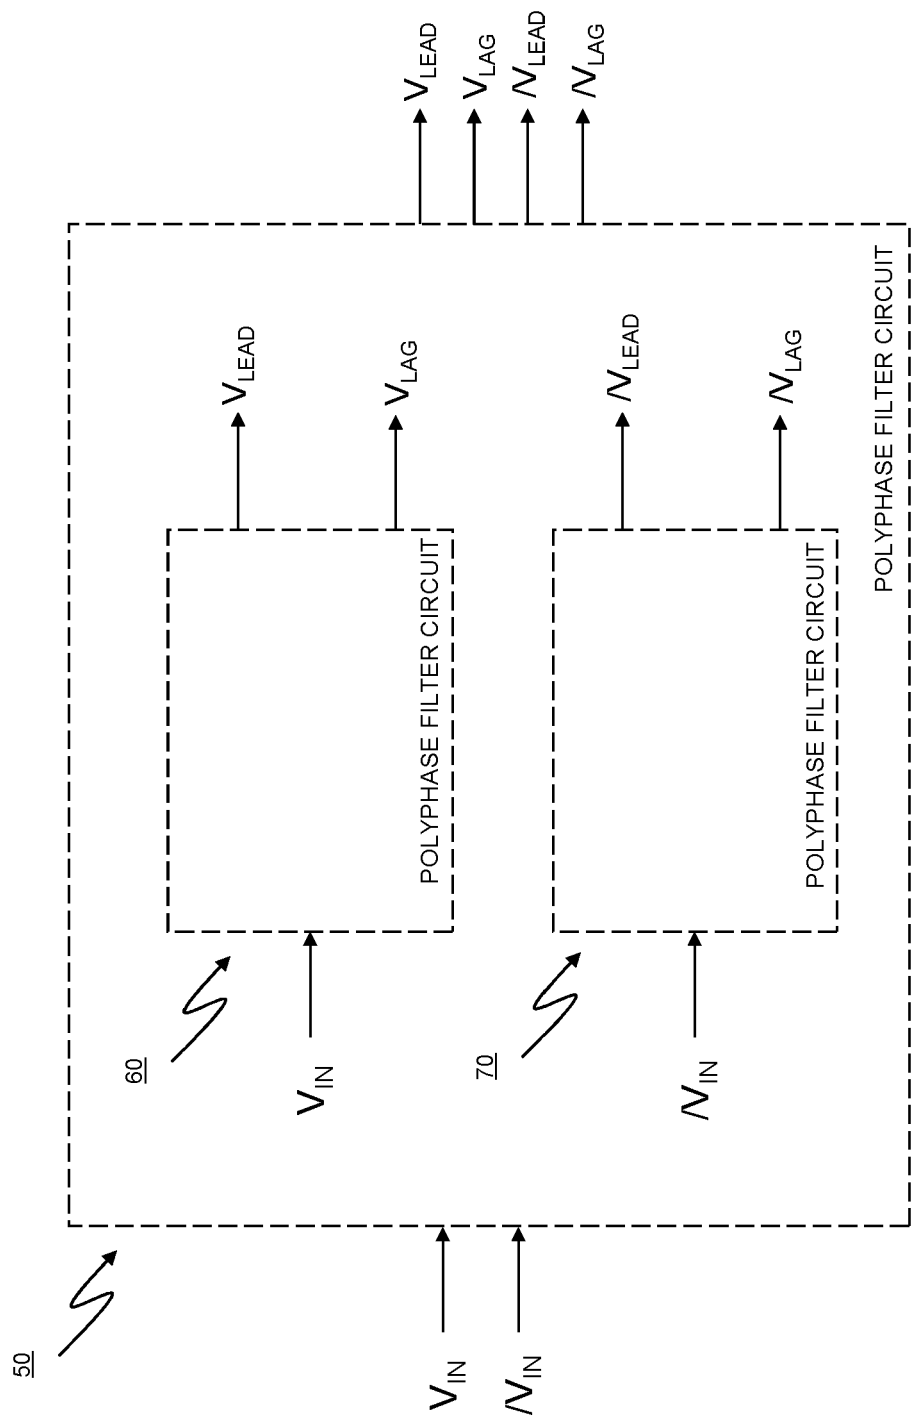 50
V_IN
/V_IN
60
V_IN
POLYPHASE FILTER CIRCUIT
V_LEAD
V_LAG
70
/V_IN
POLYPHASE FILTER CIRCUIT
/V_LEAD
/V_LAG
POLYPHASE FILTER CIRCUIT
V_LEAD
V_LAG
/V_LEAD
/V_LAG